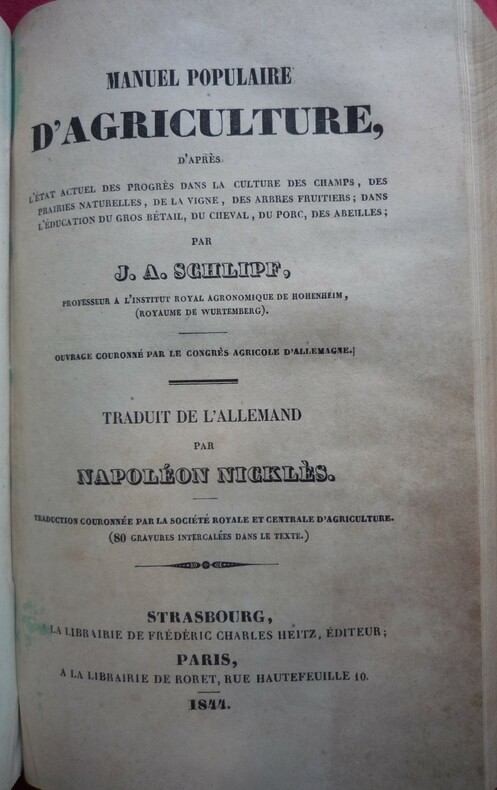 MANUEL POPULAIRE
D'AGRICULTURE,
D'APRÈS
L'ÉTAT ACTUEL DES PROGRÈS DANS LA CULTURE DES CHAMPS, DES
PRAIRIES NATURELLES, DE LA VIGNE, DES ARBRES FRUITIERS; DANS
L'ÉDUCATION DU GROS BÉTAIL, DU CHEVAL, DU PORC, DES ABEILLES;
PAR
J. A. SCHLIPF,
PROFESSEUR A L'INSTITUT ROYAL AGRONOMIQUE DE HOHENHEIM,
(ROYAUME DE WURTEMBERG).
OUVRAGE COURONNÉ PAR LE CONGRÈS AGRICOLE D'ALLEMAGNE.]
TRADUIT DE L'ALLEMAND
PAR
NAPOLÉON NICKLÈS.
TRADUCTION COURONNÉE PAR LA SOCIÉTÉ ROYALE ET CENTRALE D'AGRICULTURE.
(80 GRAVURES INTERCALÉES DANS LE TEXTE.)
STRASBOURG,
A LA LIBRAIRIE DE FRÉDÉRIC CHARLES HEITZ, ÉDITEUR;
PARIS,
A LA LIBRAIRIE DE RORET, RUE HAUTEFEUILLE 10.
1844.